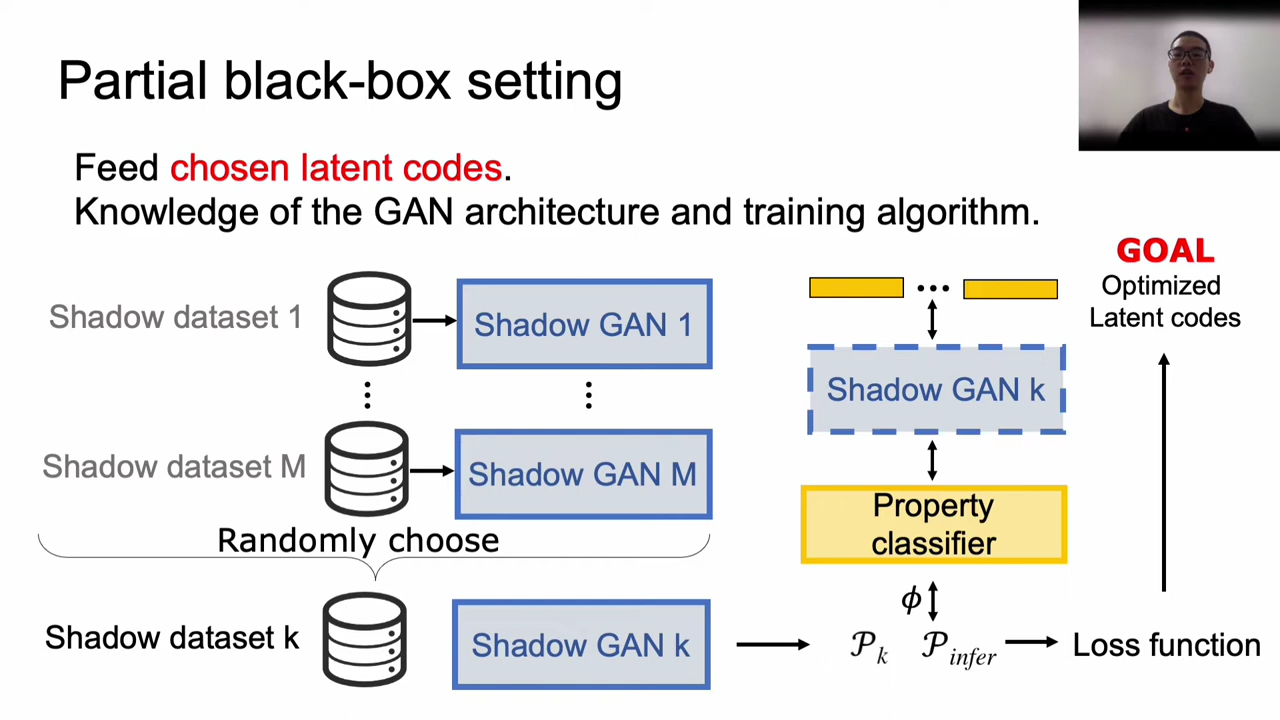 Partial black-box setting
Feed chosen latent codes.
Knowledge of the GAN architecture and training algorithm.
GOAL
Optimized
Latent codes
Shadow dataset 1
Shadow GAN 1
Shadow GAN k
Shadow dataset M
Shadow GAN M
Property
classifier
Randomly choose
ϕ
Shadow dataset k
Shadow GAN k
𝒫k 𝒫infer
Loss function